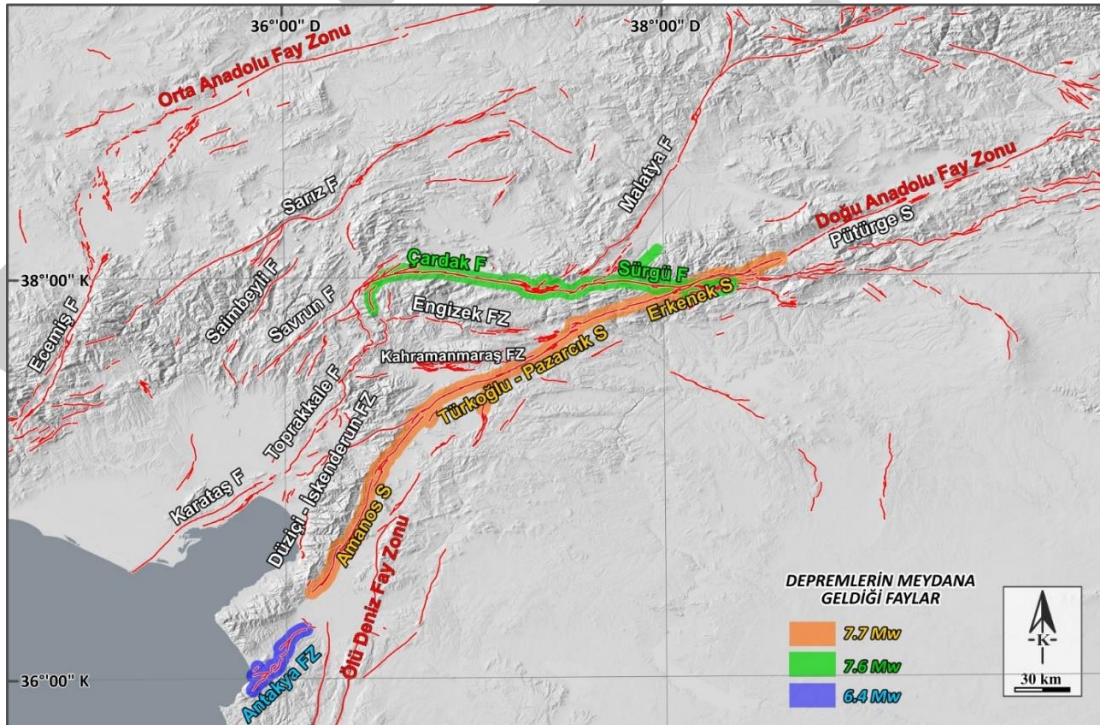 36°'00" D
38°'00" D
Orta Anadolu Fay Zonu
Sarız F
Malatya F
Doğu Anadolu Fay Zonu
Pütürge S
38°'00" K
Çardak F
Sürgü F
Erkenek S
Ecemiş F
Saimbeyli F
Savrun F
Engizek FZ
Kahramanmaraş FZ
Türkoğlu - Pazarcık S
Toprakkale F
Düziçi - İskenderun FZ
Karataş F
Amanos S
Ölü Deniz Fay Zonu
Antakya FZ
36°'00" K
DEPREMLERİN MEYDANA
GELDİĞİ FAYLAR
7.7 Mw
7.6 Mw
6.4 Mw
-K-
30 km